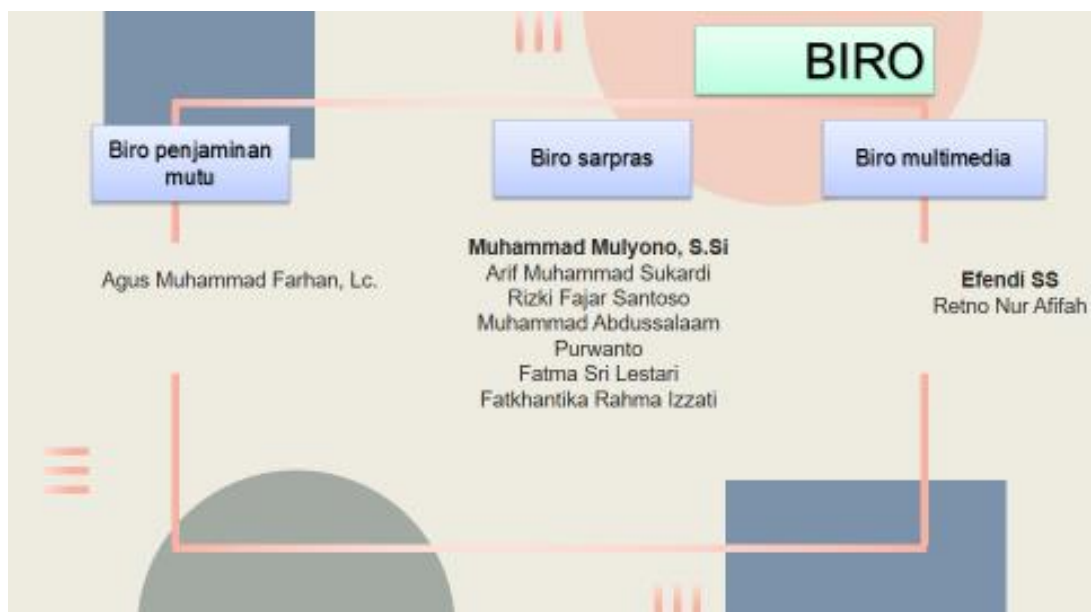 BIRO
Biro penjaminan
mutu
Biro sarpras
Biro multimedia
Agus Muhammad Farhan, Lc.
Muhammad Mulyono, S.Si
Arif Muhammad Sukardi
Rizki Fajar Santoso
Muhammad Abdussalaam
Purwanto
Fatma Sri Lestari
Fatkhantika Rahma Izzati
Efendi SS
Retno Nur Afifah